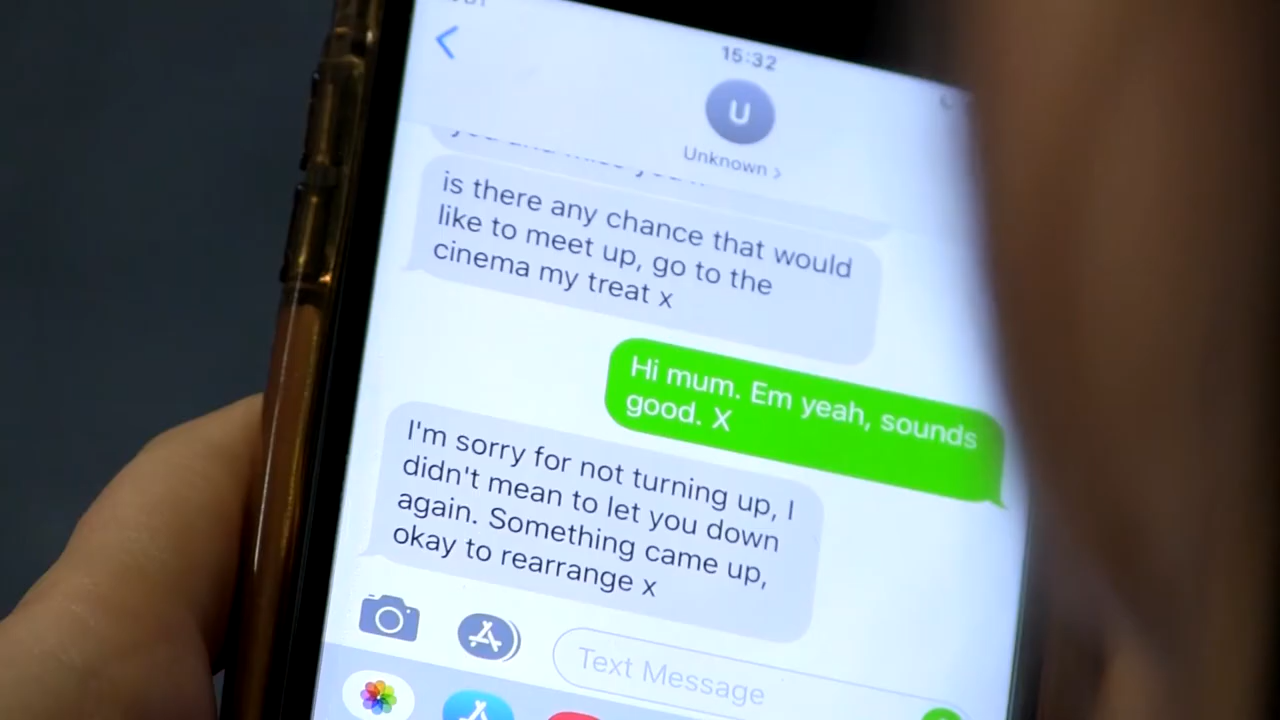 15:32
U
Unknown >
is there any chance that would
like to meet up, go to the
cinema my treat x
Hi mum. Em yeah, sounds
good. X
I'm sorry for not turning up, I
didn't mean to let you down
again. Something came up,
okay to rearrange x
Text Message